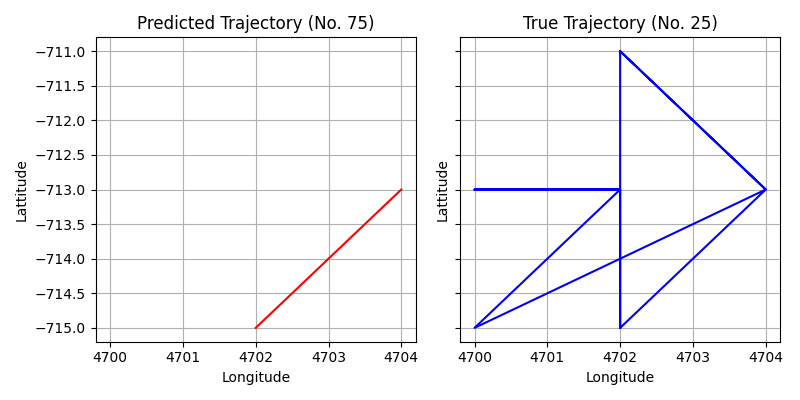 Predicted Trajectory (No. 75)
True Trajectory (No. 25)
Lattitude
−711.0
−711.5
−712.0
−712.5
−713.0
−713.5
−714.0
−714.5
−715.0
4700 4701 4702 4703 4704
Longitude
Lattitude
4700 4701 4702 4703 4704
Longitude